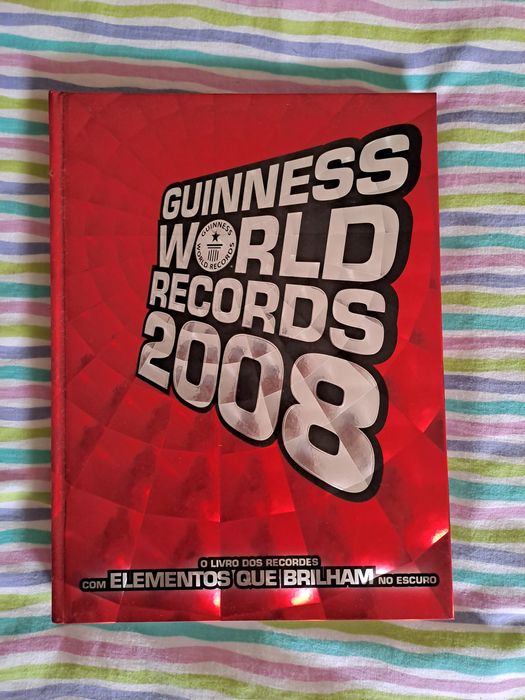 GUINNESS
WORLD
GUINNESS
WORLD RECORDS
RECORDS
2008
O LIVRO DOS RECORDES
COM ELEMENTOS QUE BRILHAM NO ESCURO